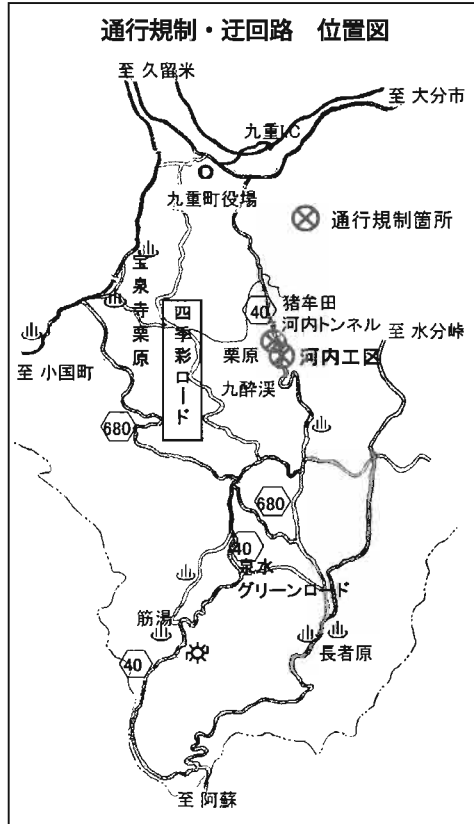 通行規制・迂回路　位置図
至 久留米
至 大分市
九重I.C
九重町役場
通行規制箇所
宝泉寺栗原
四季彩ロード
40
猪牟田
河内トンネル
至 水分峠
栗原
河内工区
至 小国町
九酔渓
680
680
40
泉水
グリーンロード
筋湯
長者原
40
至 阿蘇